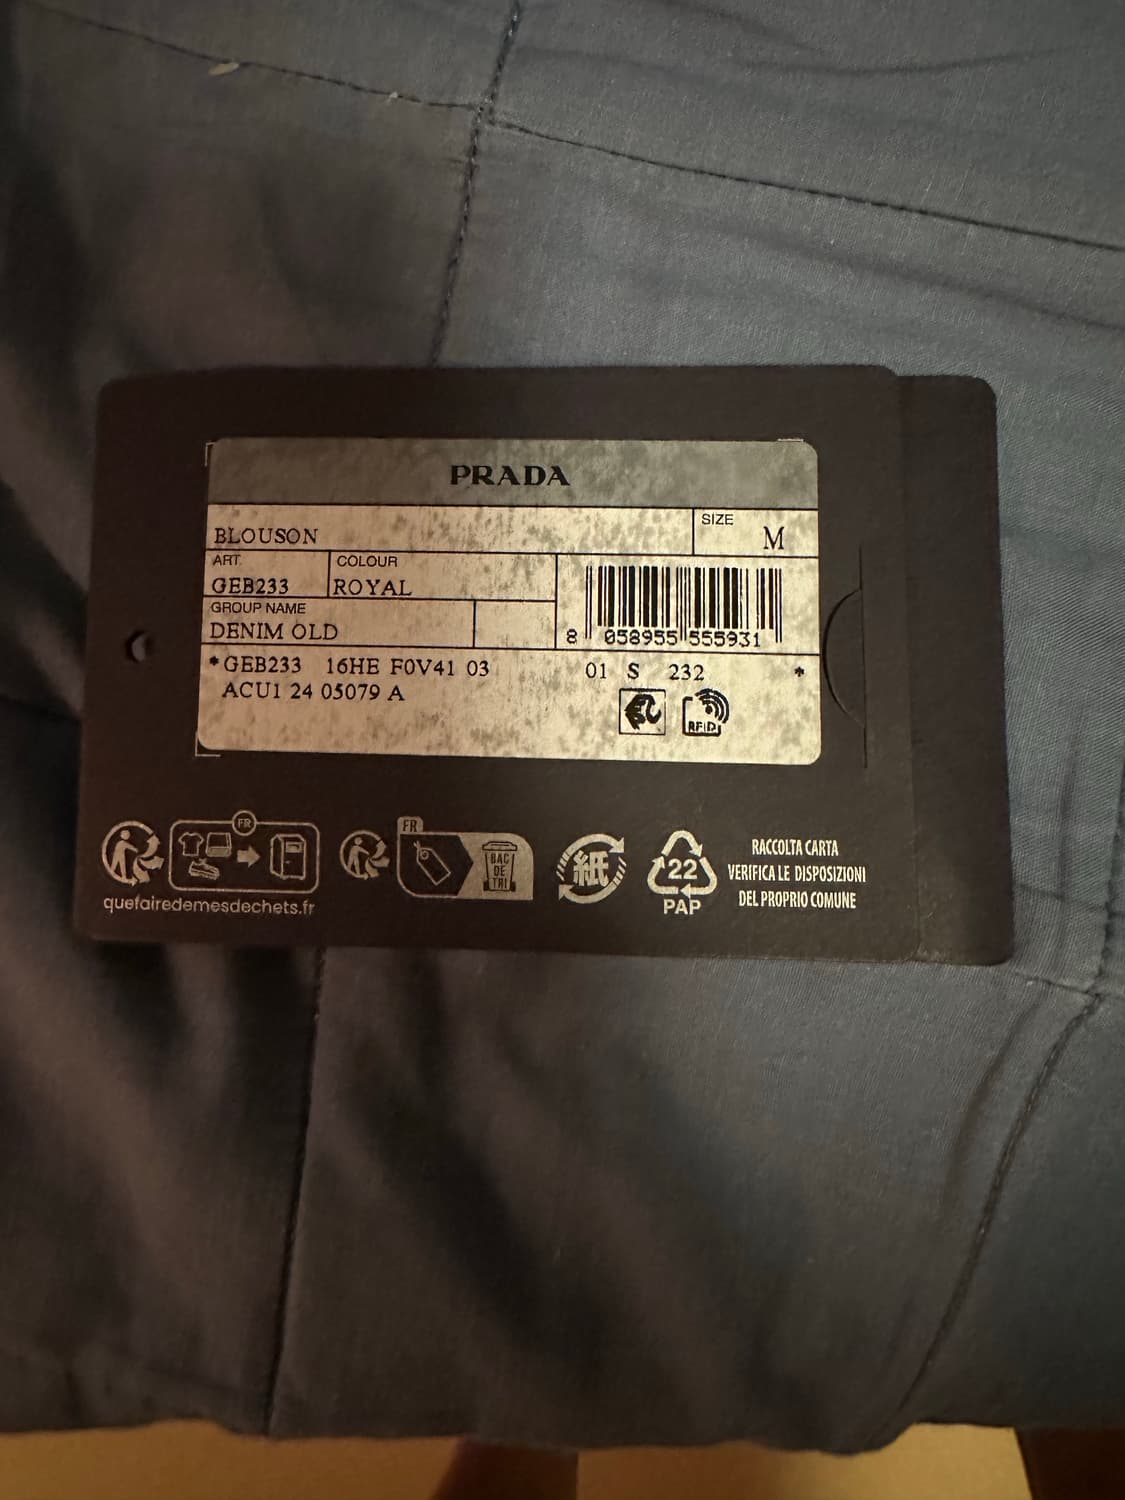 PRADA
BLOUSON
SIZE
M
ART.
GEB233
COLOUR
ROYAL
GROUP NAME
DENIM OLD
8 058955 555931
*GEB233 16HE F0V41 03 01 S 232 *
ACU1 24 05079 A
RFID
FR
FR
BAC
DE
TRI
紙
22
PAP
quefairedemesdechets.fr
RACCOLTA CARTA
VERIFICA LE DISPOSIZIONI
DEL PROPRIO COMUNE